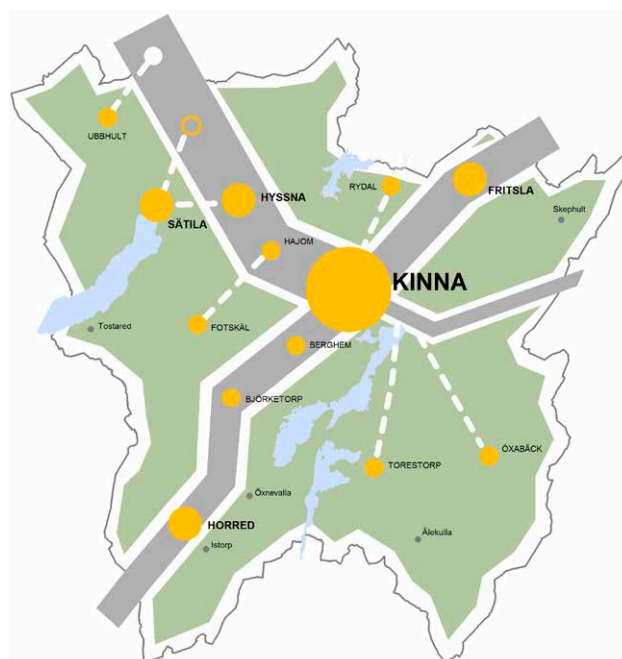 UBBHULT
RYDAL
FRITSLA
HYSSNA
Skephult
SÄTILA
HAJOM
KINNA
Tostared
FOTSKÄL
BERGHEM
BJÖRKETORP
ÖXABÄCK
TORESTORP
Öxnevalla
HORRED
Älekulla
Istorp